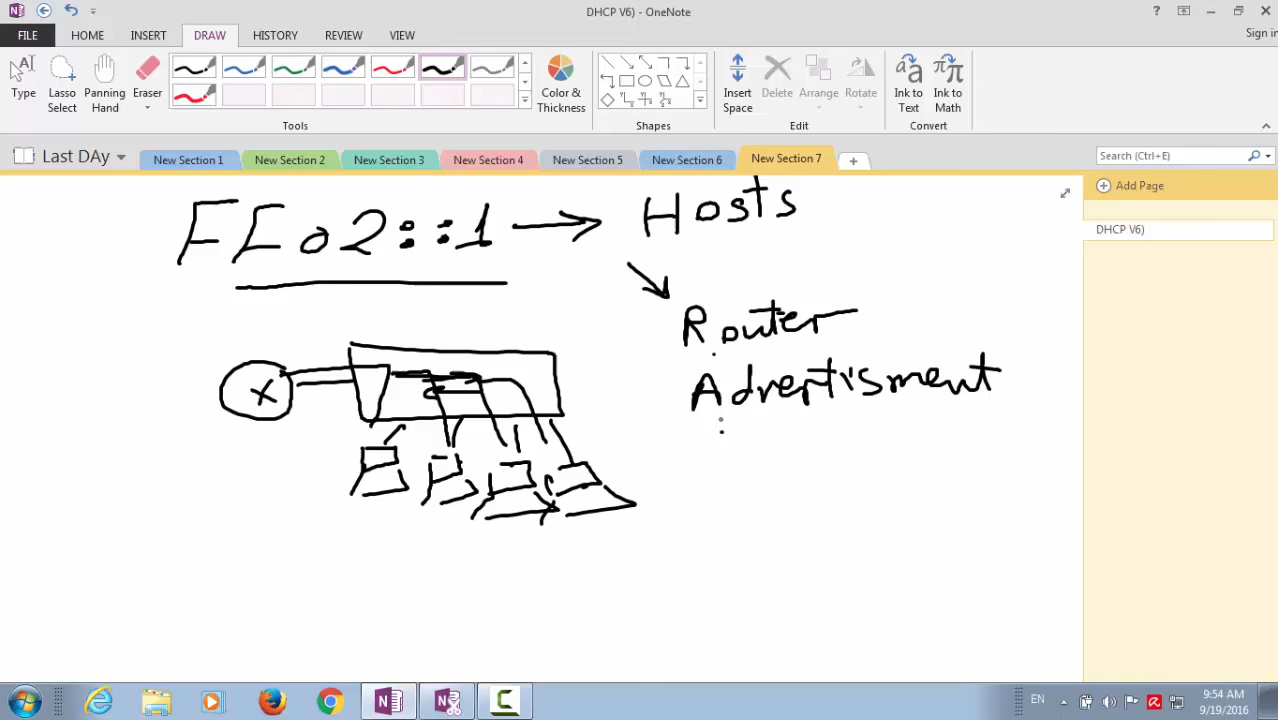 DHCP V6) - OneNote
FILE
HOME
INSERT
DRAW
HISTORY
REVIEW
VIEW
Sign in
Type
Lasso Select
Panning Hand
Eraser
Color & Thickness
Insert Space
Delete
Arrange
Rotate
Ink to Text
Ink to Math
Tools
Shapes
Edit
Convert
Last DAy
New Section 1
New Section 2
New Section 3
New Section 4
New Section 5
New Section 6
New Section 7
Search (Ctrl+E)
Add Page
DHCP V6)
FF02::1 → Hosts
Router
Advertisment
X
EN
9:54 AM
9/19/2016